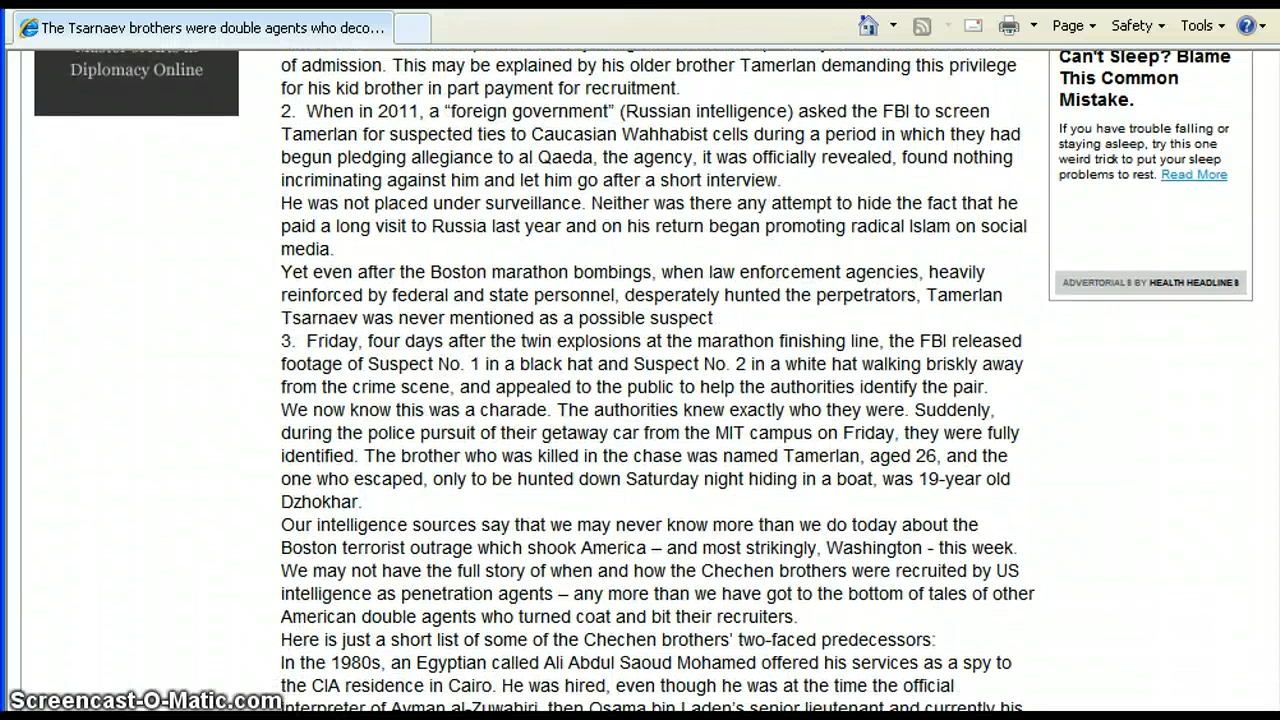 The Tsarnaev brothers were double agents who deco...
Page
Safety
Tools
Diplomacy Online
of admission. This may be explained by his older brother Tamerlan demanding this privilege
for his kid brother in part payment for recruitment.
2. When in 2011, a “foreign government” (Russian intelligence) asked the FBI to screen
Tamerlan for suspected ties to Caucasian Wahhabist cells during a period in which they had
begun pledging allegiance to al Qaeda, the agency, it was officially revealed, found nothing
incriminating against him and let him go after a short interview.
He was not placed under surveillance. Neither was there any attempt to hide the fact that he
paid a long visit to Russia last year and on his return began promoting radical Islam on social
media.
Yet even after the Boston marathon bombings, when law enforcement agencies, heavily
reinforced by federal and state personnel, desperately hunted the perpetrators, Tamerlan
Tsarnaev was never mentioned as a possible suspect
3. Friday, four days after the twin explosions at the marathon finishing line, the FBI released
footage of Suspect No. 1 in a black hat and Suspect No. 2 in a white hat walking briskly away
from the crime scene, and appealed to the public to help the authorities identify the pair.
We now know this was a charade. The authorities knew exactly who they were. Suddenly,
during the police pursuit of their getaway car from the MIT campus on Friday, they were fully
identified. The brother who was killed in the chase was named Tamerlan, aged 26, and the
one who escaped, only to be hunted down Saturday night hiding in a boat, was 19-year old
Dzhokhar.
Our intelligence sources say that we may never know more than we do today about the
Boston terrorist outrage which shook America – and most strikingly, Washington - this week.
We may not have the full story of when and how the Chechen brothers were recruited by US
intelligence as penetration agents – any more than we have got to the bottom of tales of other
American double agents who turned coat and bit their recruiters.
Here is just a short list of some of the Chechen brothers’ two-faced predecessors:
In the 1980s, an Egyptian called Ali Abdul Saoud Mohamed offered his services as a spy to
the CIA residence in Cairo. He was hired, even though he was at the time the official
interpreter of Ayman al-Zuwahiri, then Osama bin Laden’s senior lieutenant and currently his
Can't Sleep? Blame
This Common
Mistake.
If you have trouble falling or
staying asleep, try this one
weird trick to put your sleep
problems to rest. Read More
ADVERTORIALS BY HEALTH HEADLINES
Screencast-O-Matic.com